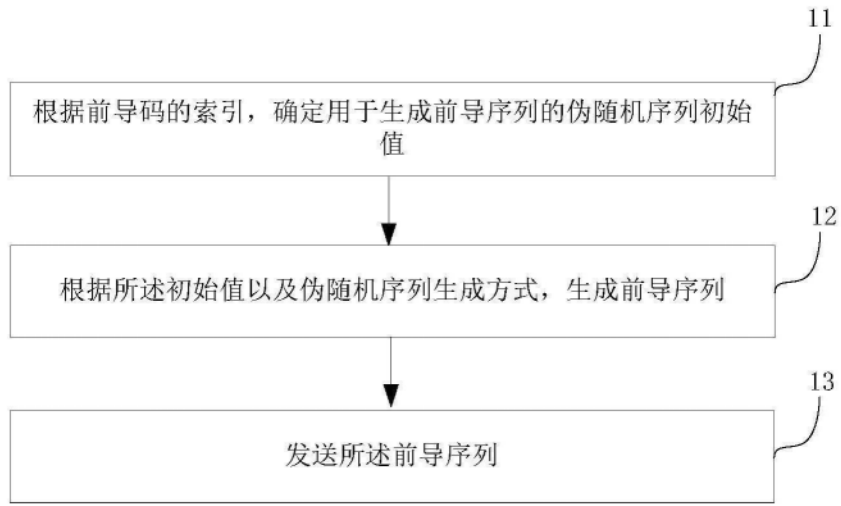 11
根据前导码的索引，确定用于生成前导序列的伪随机序列初始
值
12
根据所述初始值以及伪随机序列生成方式，生成前导序列
13
发送所述前导序列